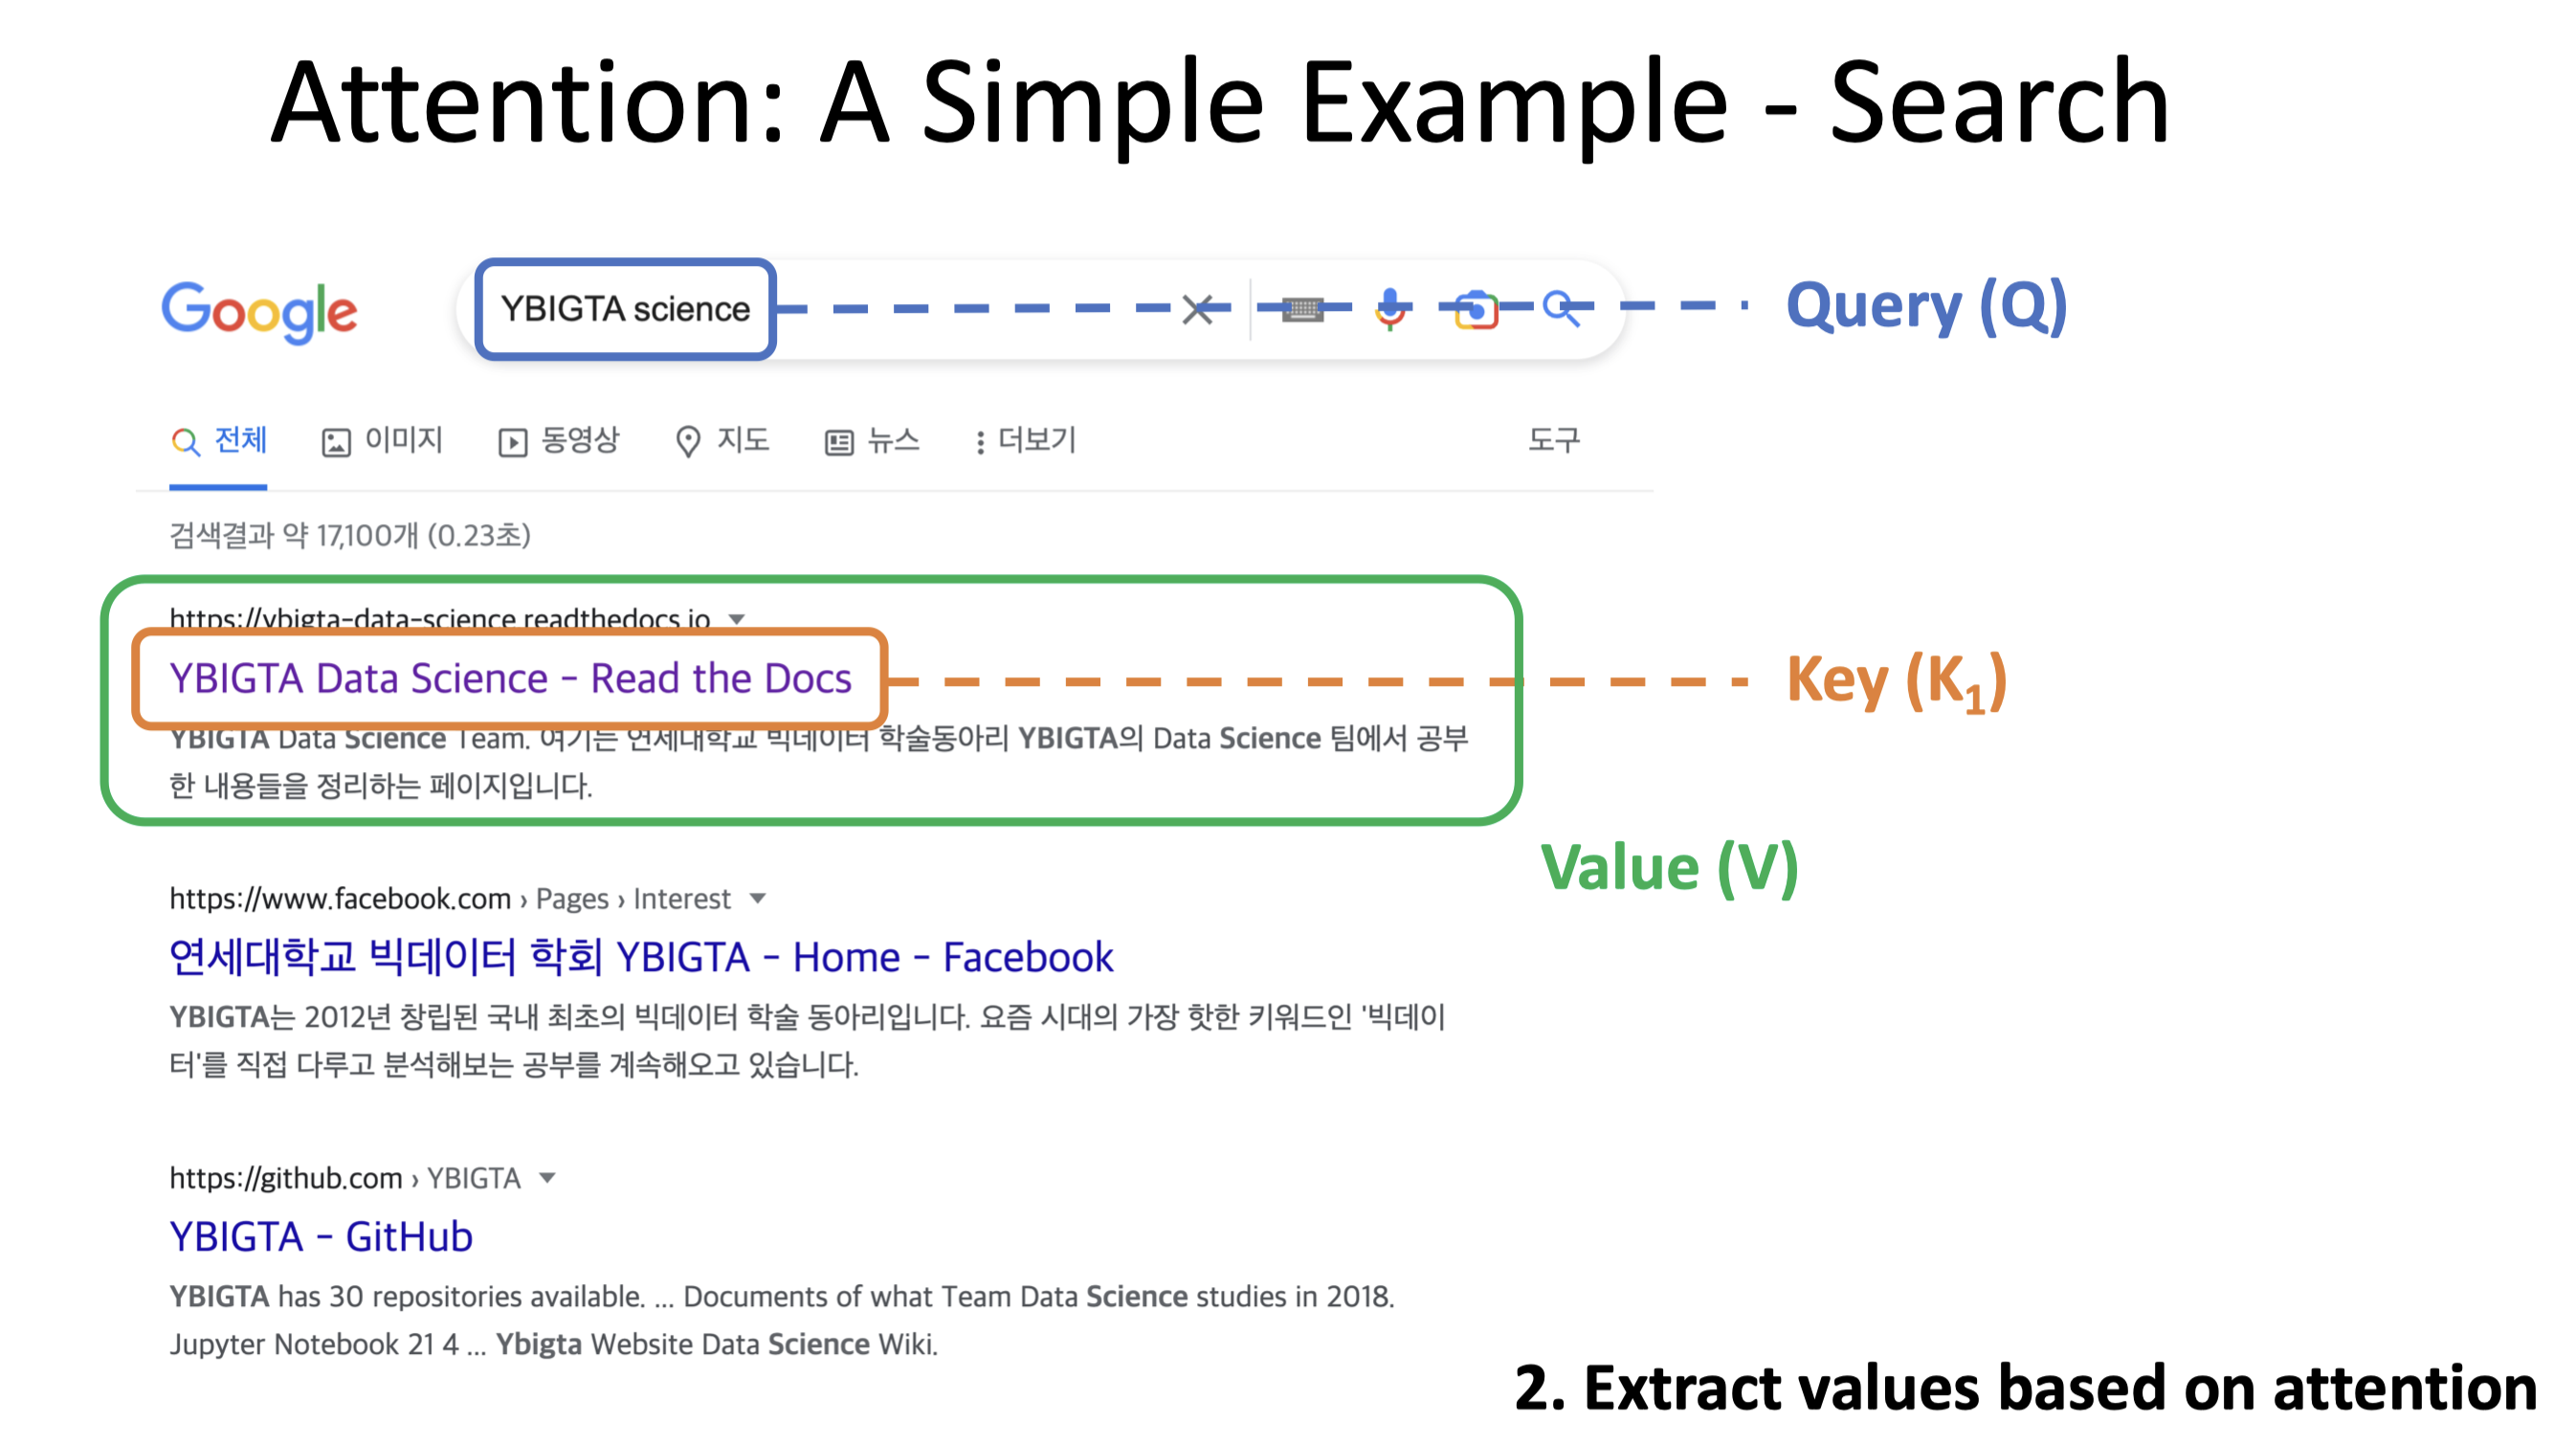 Attention: A Simple Example - Search
Google
YBIGTA science
Query (Q)
전체 이미지 동영상 지도 뉴스 더보기 도구
검색결과 약 17,100개 (0.23초)
https://ybigta-data-science.readthedocs.io
YBIGTA Data Science - Read the Docs
Key (K₁)
YBIGTA Data Science Team. 여기는 연세대학교 빅데이터 학술동아리 YBIGTA의 Data Science 팀에서 공부
한 내용들을 정리하는 페이지입니다.
Value (V)
https://www.facebook.com › Pages › Interest
연세대학교 빅데이터 학회 YBIGTA - Home - Facebook
YBIGTA는 2012년 창립된 국내 최초의 빅데이터 학술 동아리입니다. 요즘 시대의 가장 핫한 키워드인 '빅데이
터'를 직접 다루고 분석해보는 공부를 계속해오고 있습니다.
https://github.com › YBIGTA
YBIGTA - GitHub
YBIGTA has 30 repositories available. ... Documents of what Team Data Science studies in 2018.
Jupyter Notebook 21 4 ... Ybigta Website Data Science Wiki.
2. Extract values based on attention